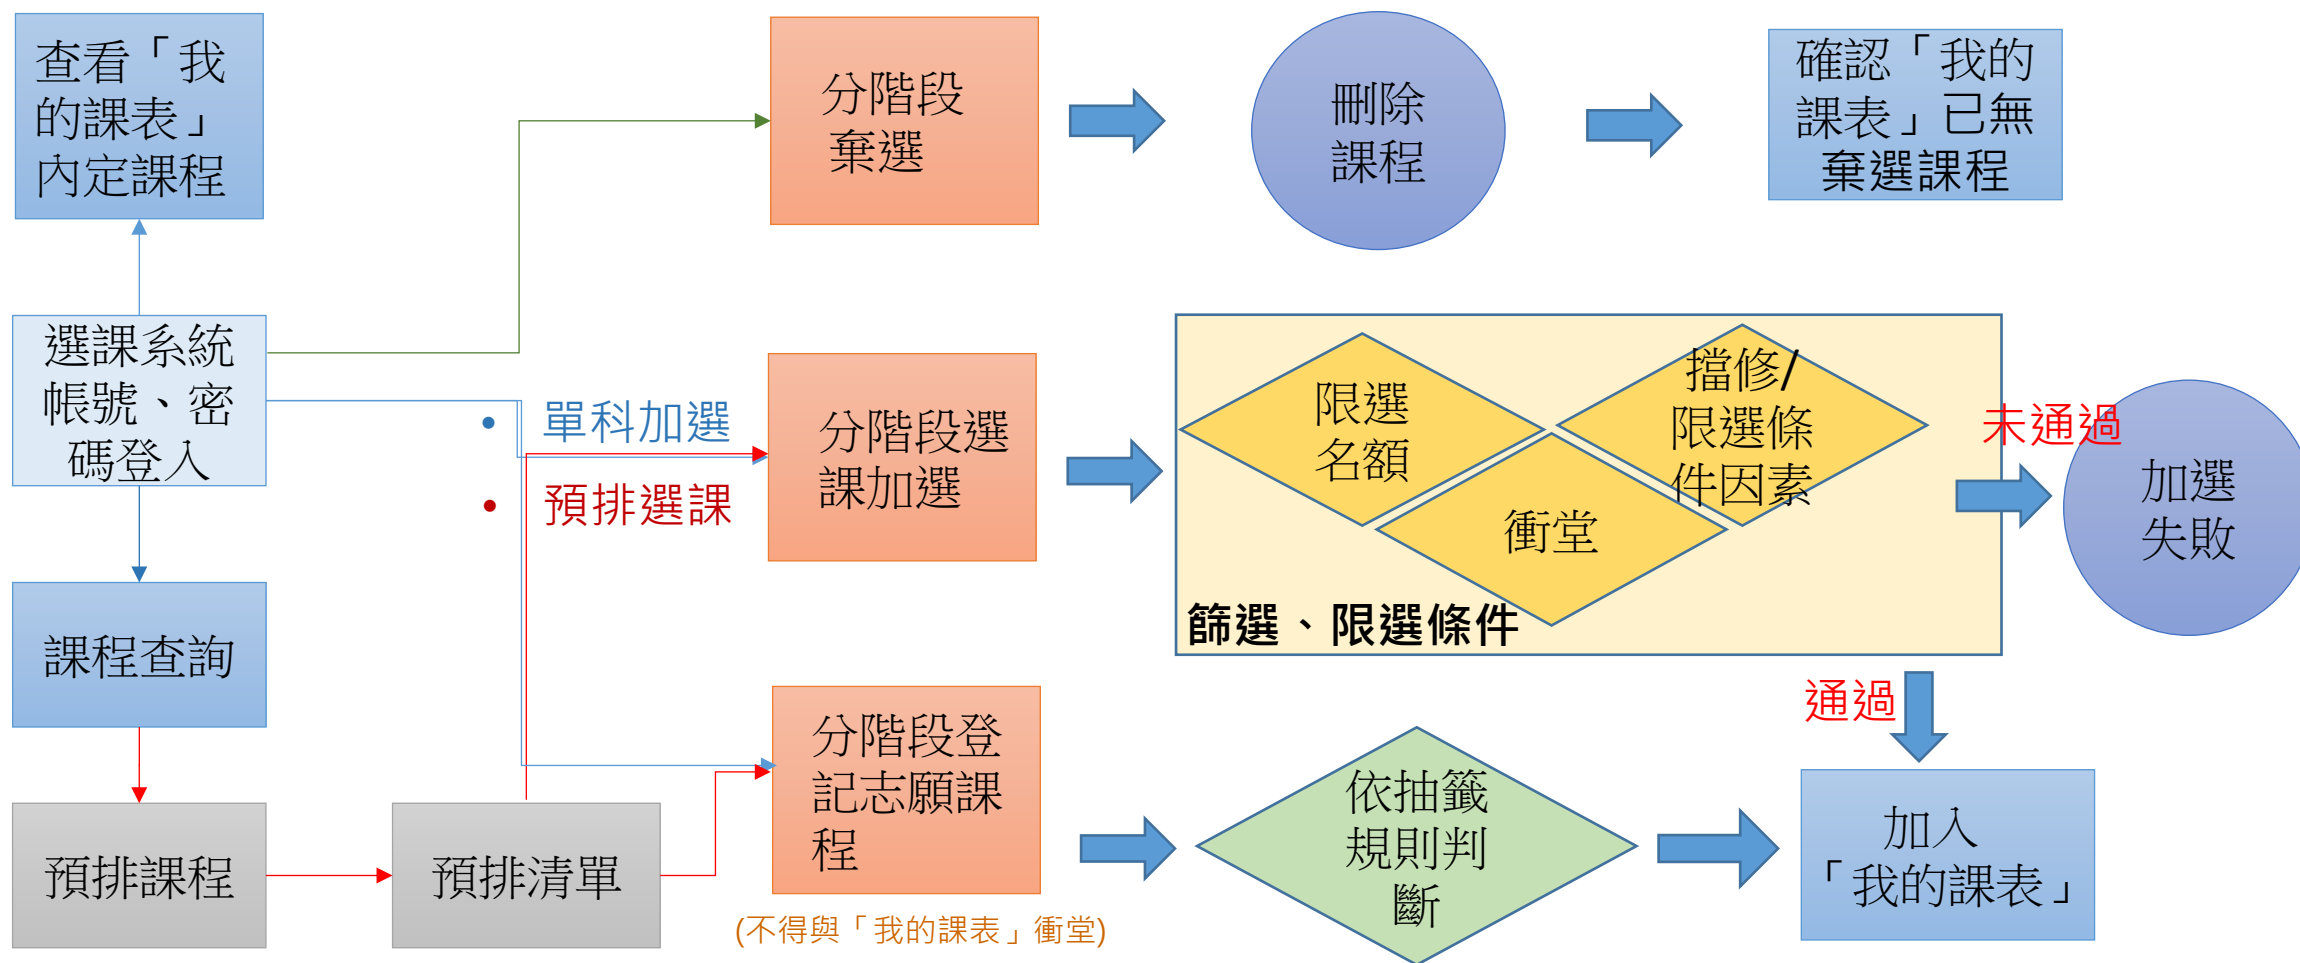 查看「我
的課表」
內定課程
分階段
棄選
刪除
課程
確認「我的
課表」已無
棄選課程
選課系統
帳號、密
碼登入
• 單科加選
• 預排選課
分階段選
課加選
限選
名額
擋修/
限選條
件因素
衝堂
篩選、限選條件
未通過
加選
失敗
課程查詢
通過
分階段登
記志願課
程
(不得與「我的課表」衝堂)
依抽籤
規則判
斷
加入
「我的課表」
預排課程
預排清單